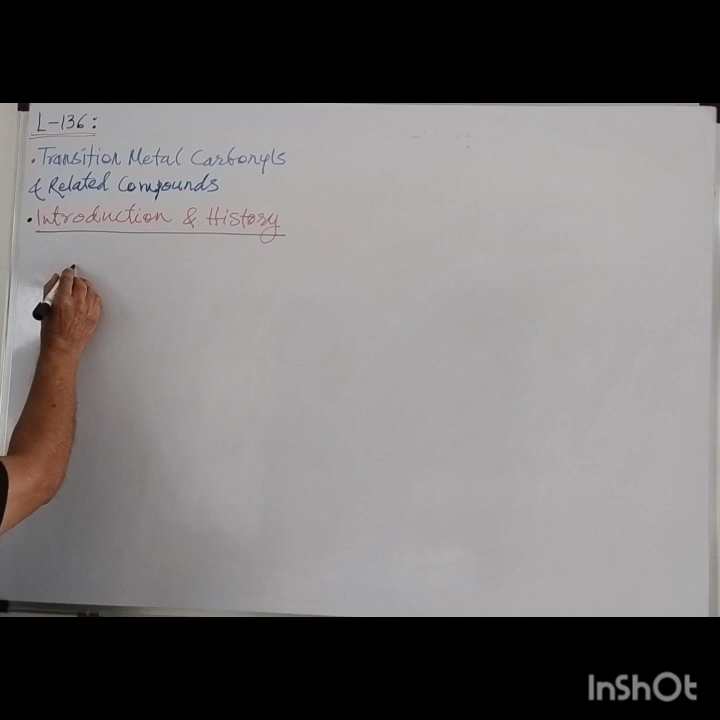 L-136:
• Transition Metal Carbonyls
& Related Compounds
• Introduction & History
InShOt